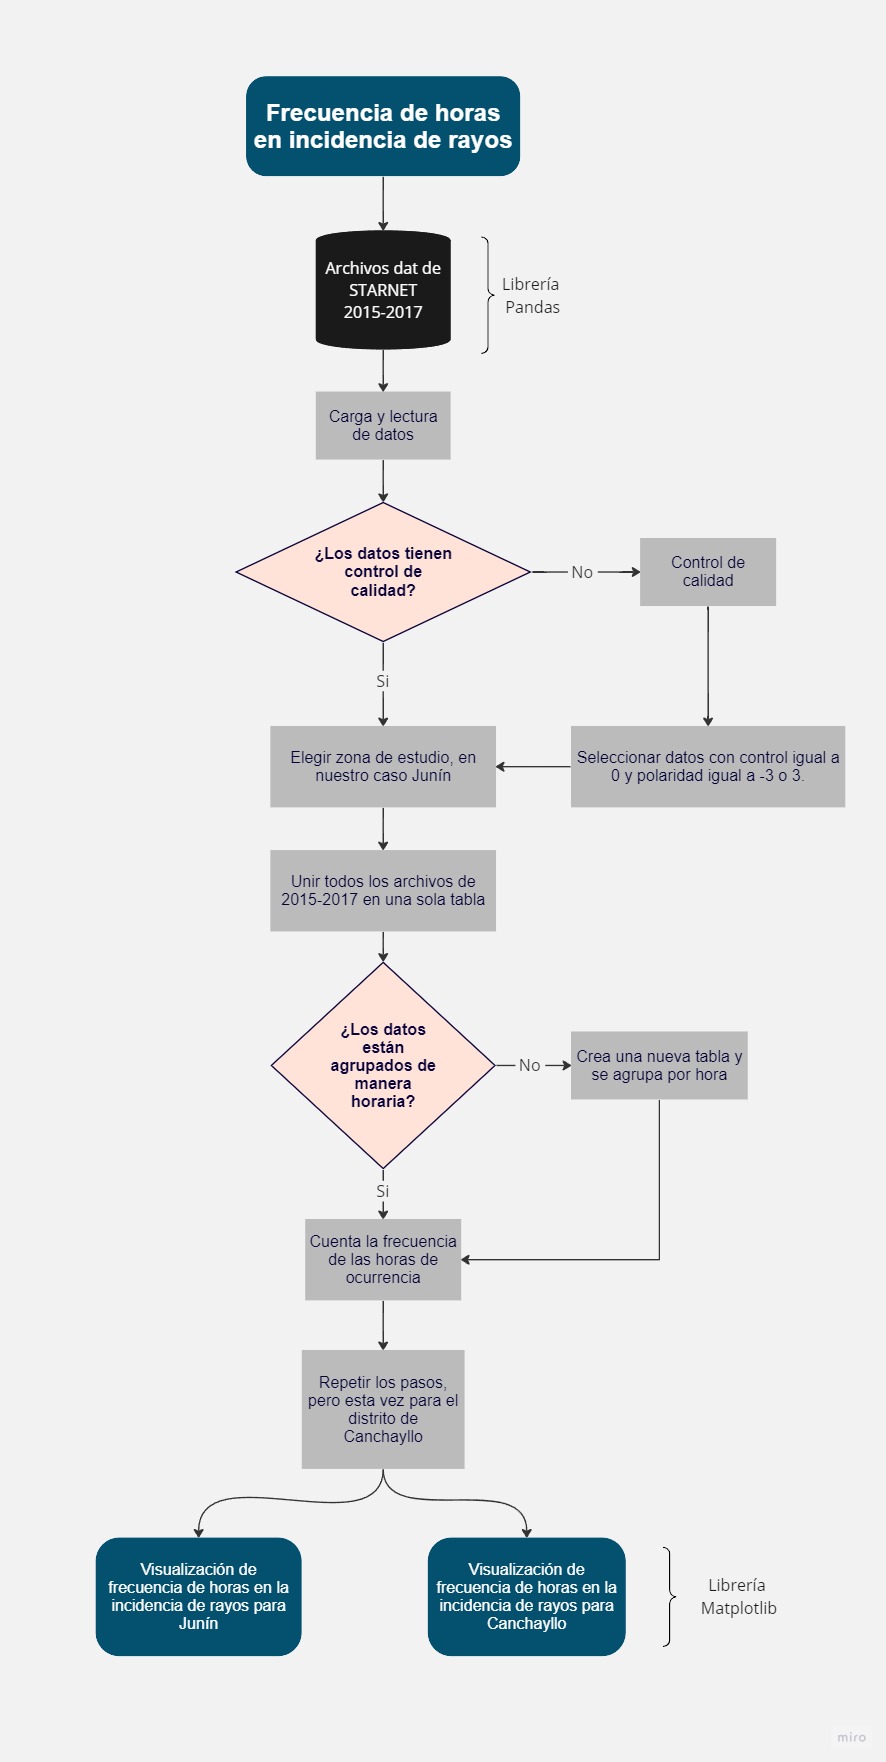 Frecuencia de horas
en incidencia de rayos
Archivos dat de
STARNET
2015-2017
Librería
Pandas
Carga y lectura
de datos
¿Los datos tienen
control de
calidad?
No
Control de
calidad
Si
Elegir zona de estudio, en
nuestro caso Junín
Seleccionar datos con control igual a
0 y polaridad igual a -3 o 3.
Unir todos los archivos de
2015-2017 en una sola tabla
¿Los datos
están
agrupados de
manera
horaria?
No
Crea una nueva tabla y
se agrupa por hora
Si
Cuenta la frecuencia
de las horas de
ocurrencia
Repetir los pasos,
pero esta vez para el
distrito de
Canchayllo
Visualización de
frecuencia de horas en la
incidencia de rayos para
Junín
Visualización de
frecuencia de horas en la
incidencia de rayos para
Canchayllo
Librería
Matplotlib
miro